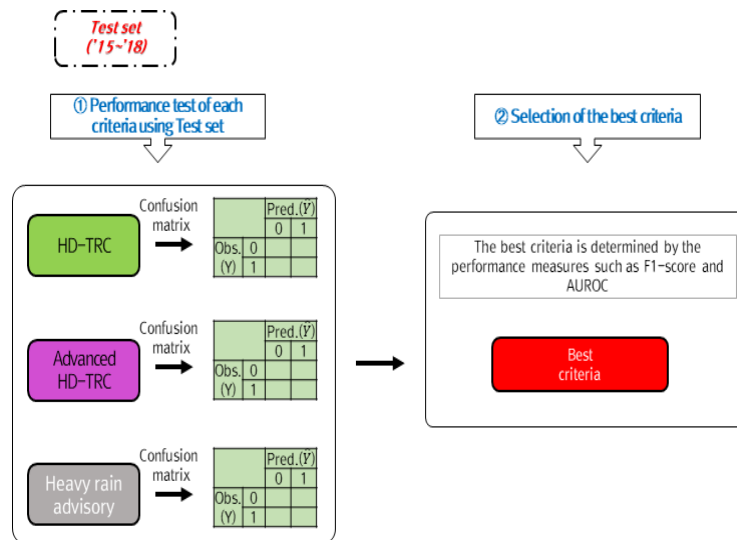 Test set
('15~'18)
① Performance test of each
criteria using Test set
② Selection of the best criteria
HD-TRC
Confusion
matrix
Pred.(Ŷ)
0 1
Obs. 0
(Y) 1
Advanced
HD-TRC
Confusion
matrix
Pred.(Ŷ)
0 1
Obs. 0
(Y) 1
Heavy rain
advisory
Confusion
matrix
Pred.(Ŷ)
0 1
Obs. 0
(Y) 1
The best criteria is determined by the
performance measures such as F1-score and
AUROC
Best
criteria